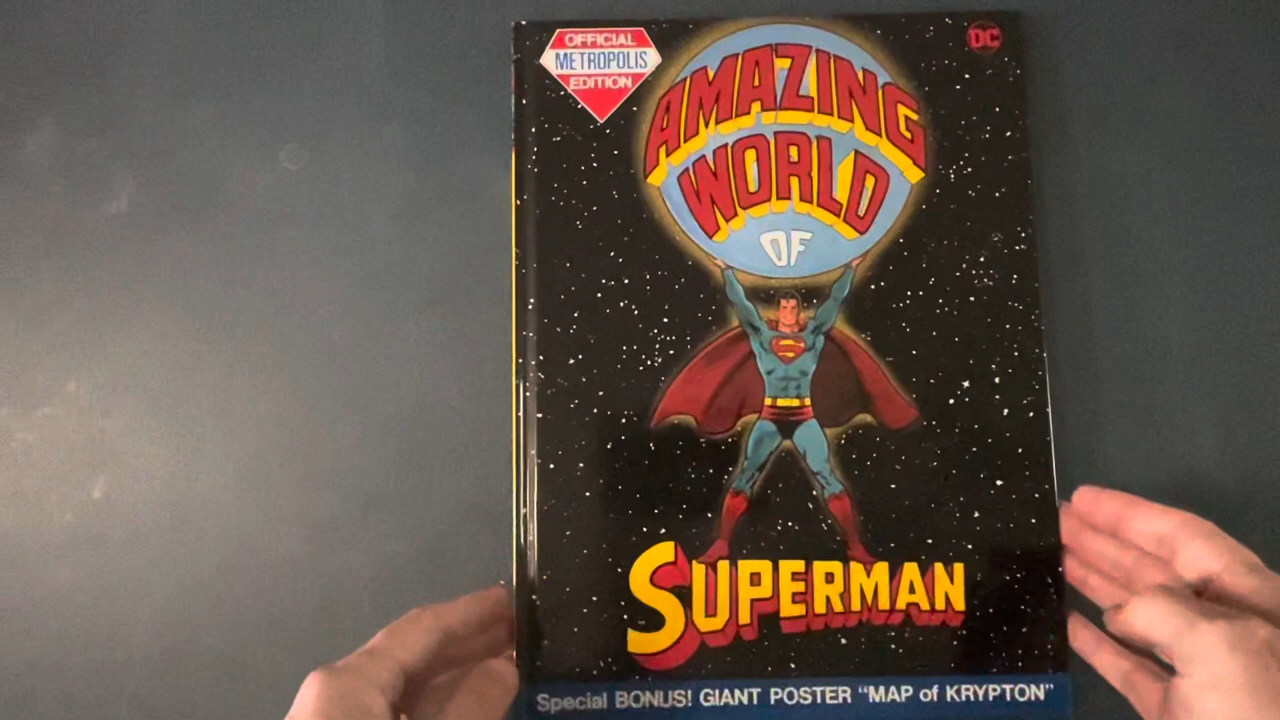 OFFICIAL
METROPOLIS
EDITION
DC
AMAZING
WORLD
OF
SUPERMAN
Special BONUS! GIANT POSTER "MAP of KRYPTON"